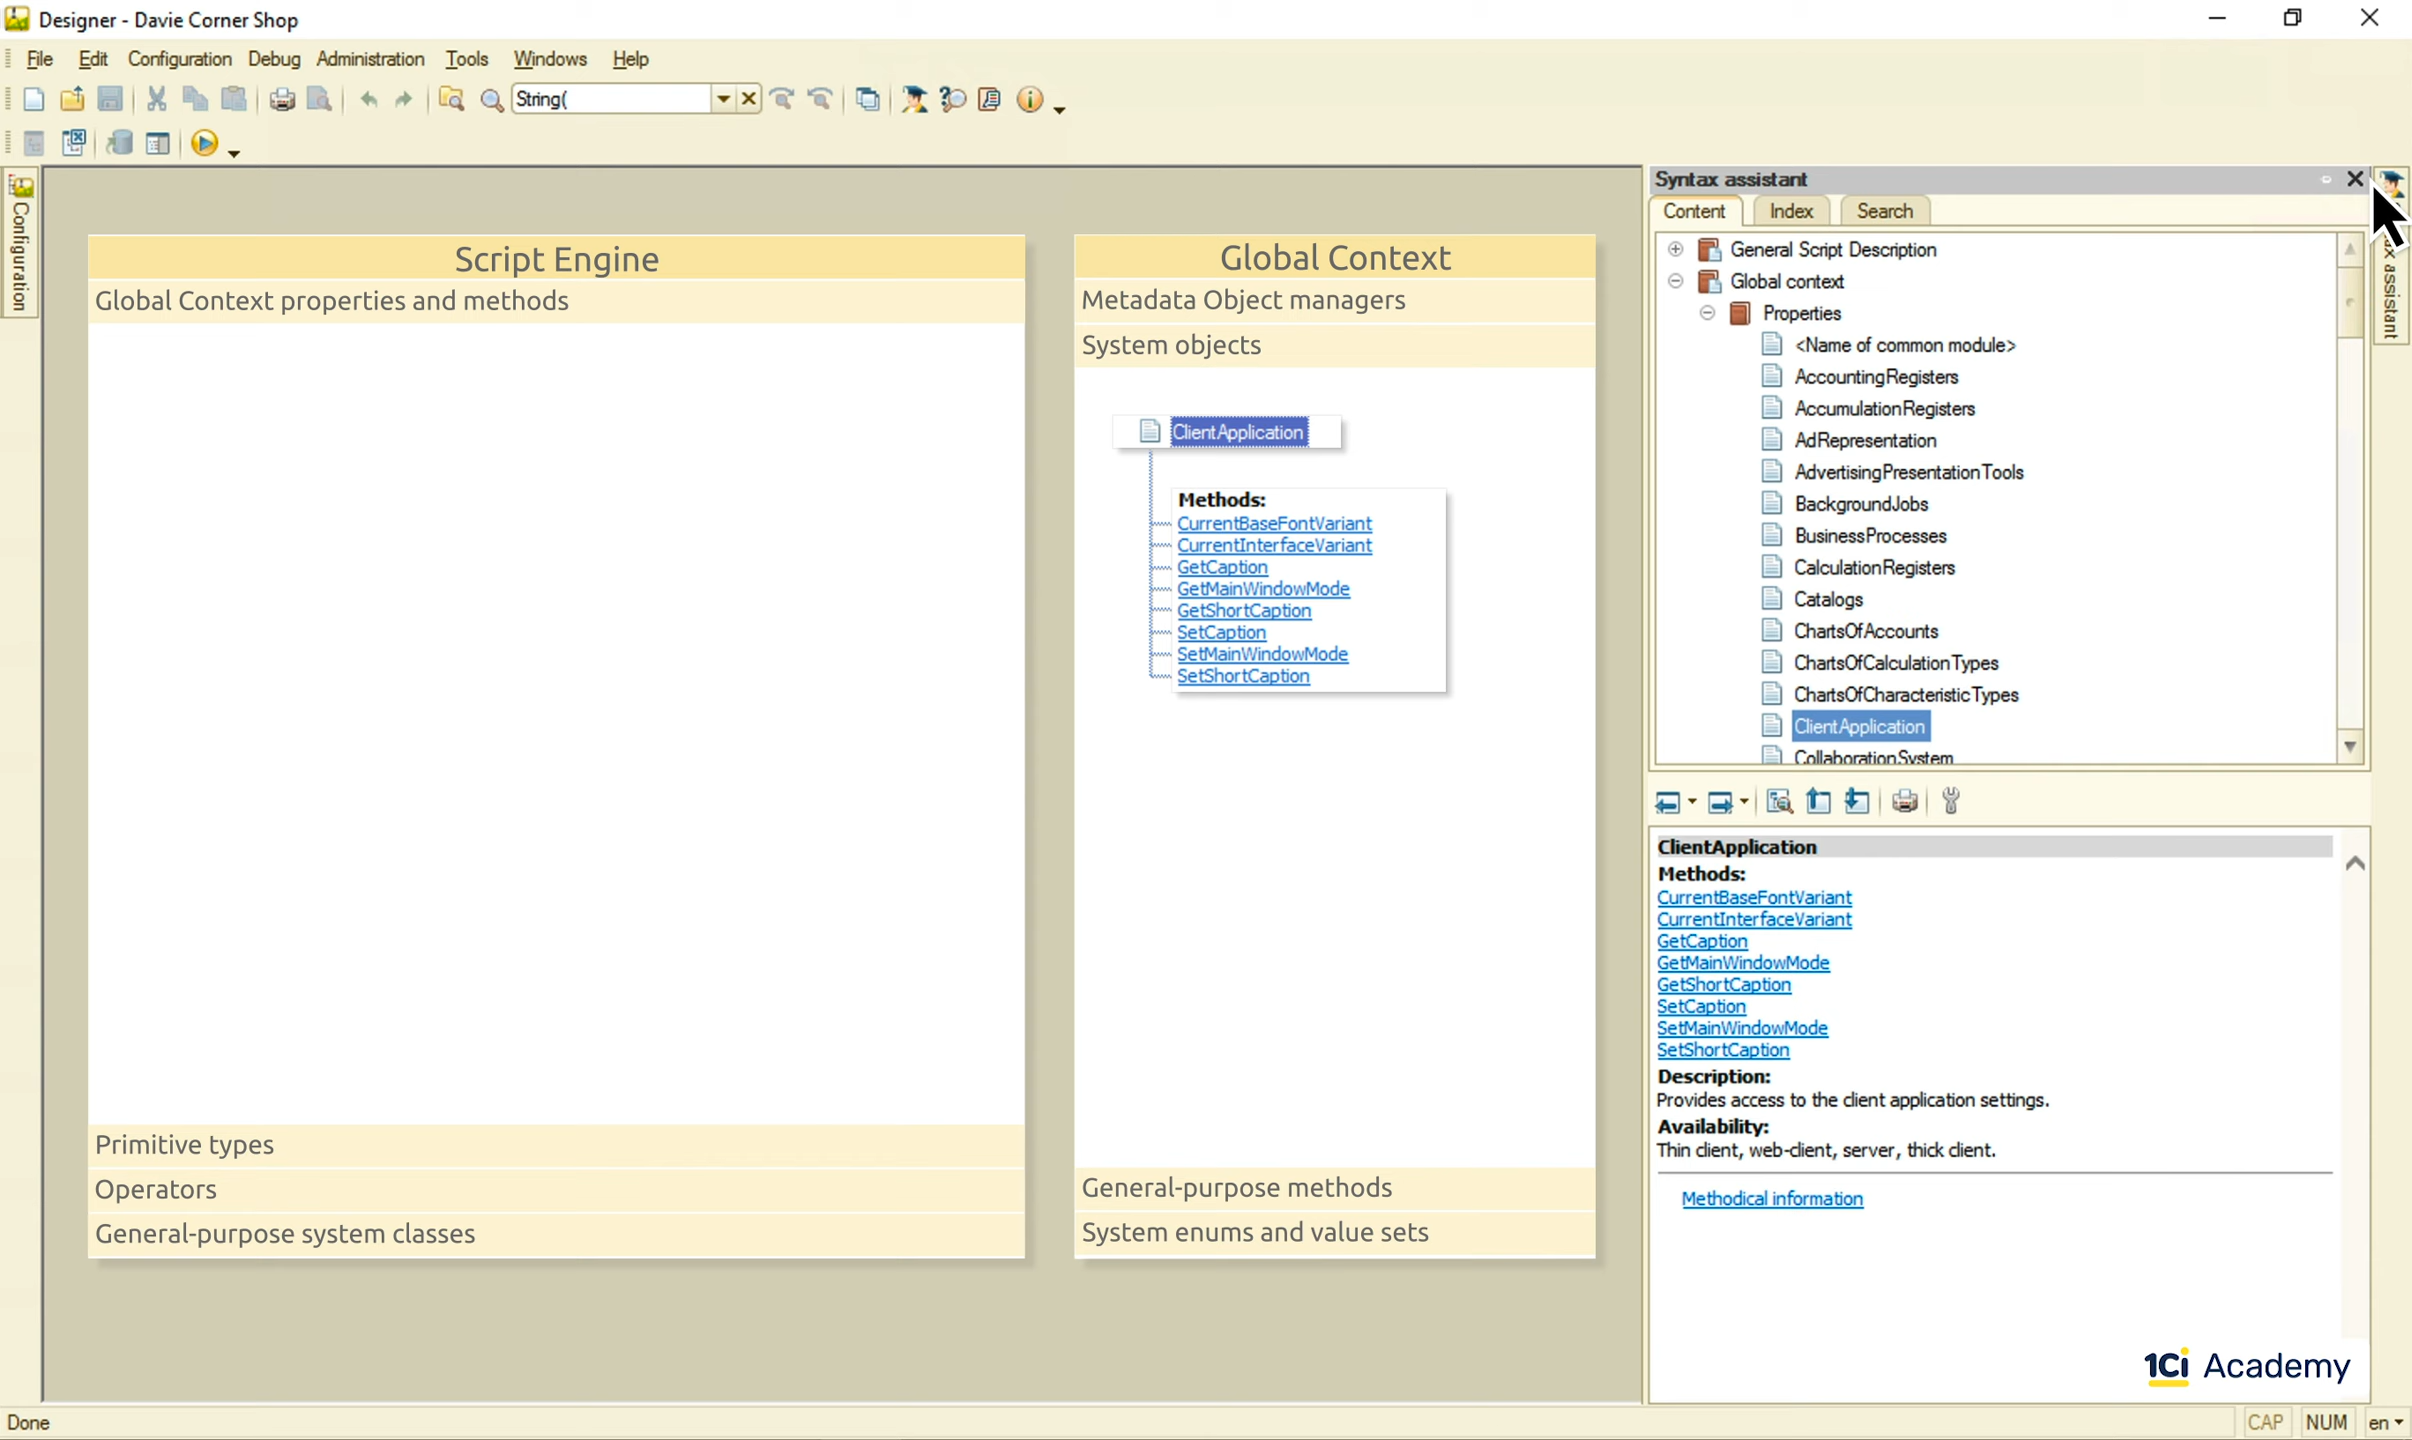 Designer - Davie Corner Shop
File Edit Configuration Debug Administration Tools Windows Help
String(
Configuration
Script Engine
Global Context properties and methods
Primitive types
Operators
General-purpose system classes
Global Context
Metadata Object managers
System objects
ClientApplication
Methods:
CurrentBaseFontVariant
CurrentInterfaceVariant
GetCaption
GetMainWindowMode
GetShortCaption
SetCaption
SetMainWindowMode
SetShortCaption
General-purpose methods
System enums and value sets
Syntax assistant
Content Index Search
General Script Description
Global context
Properties
<Name of common module>
AccountingRegisters
AccumulationRegisters
AdRepresentation
AdvertisingPresentationTools
BackgroundJobs
BusinessProcesses
CalculationRegisters
Catalogs
ChartsOfAccounts
ChartsOfCalculationTypes
ChartsOfCharacteristicTypes
ClientApplication
CollaborationSystem
ClientApplication
Methods:
CurrentBaseFontVariant
CurrentInterfaceVariant
GetCaption
GetMainWindowMode
GetShortCaption
SetCaption
SetMainWindowMode
SetShortCaption
Description:
Provides access to the client application settings.
Availability:
Thin client, web-client, server, thick client.
Methodical information
1Ci Academy
assistant
Done
CAP NUM en